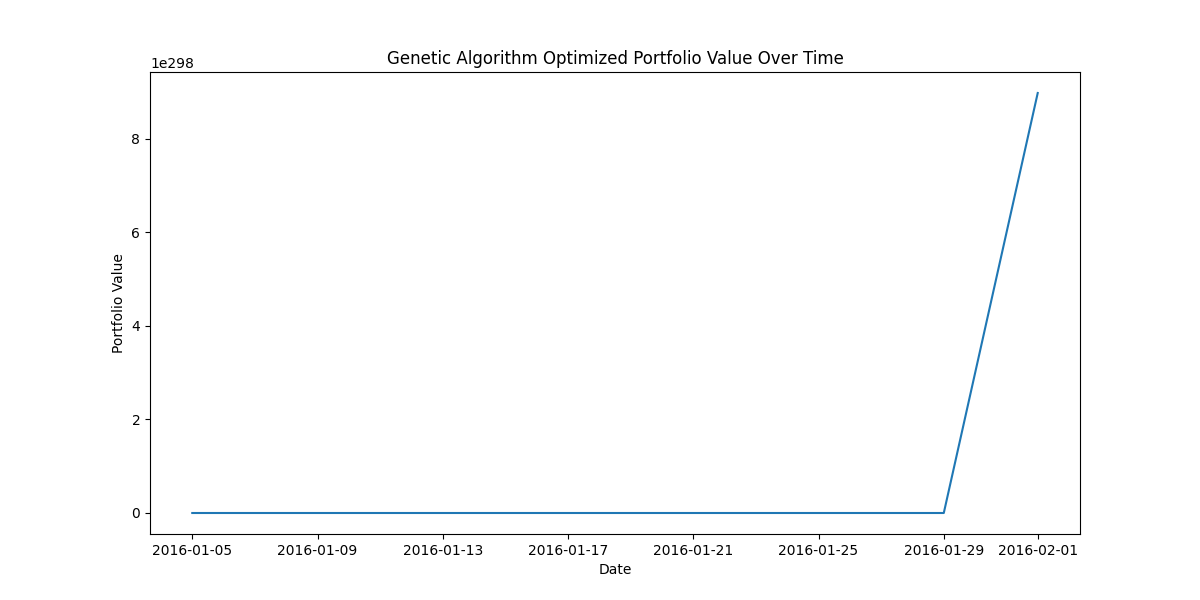 Genetic Algorithm Optimized Portfolio Value Over Time
1e298
8
6
4
2
0
Portfolio Value
2016-01-05 2016-01-09 2016-01-13 2016-01-17 2016-01-21 2016-01-25 2016-01-29 2016-02-01
Date